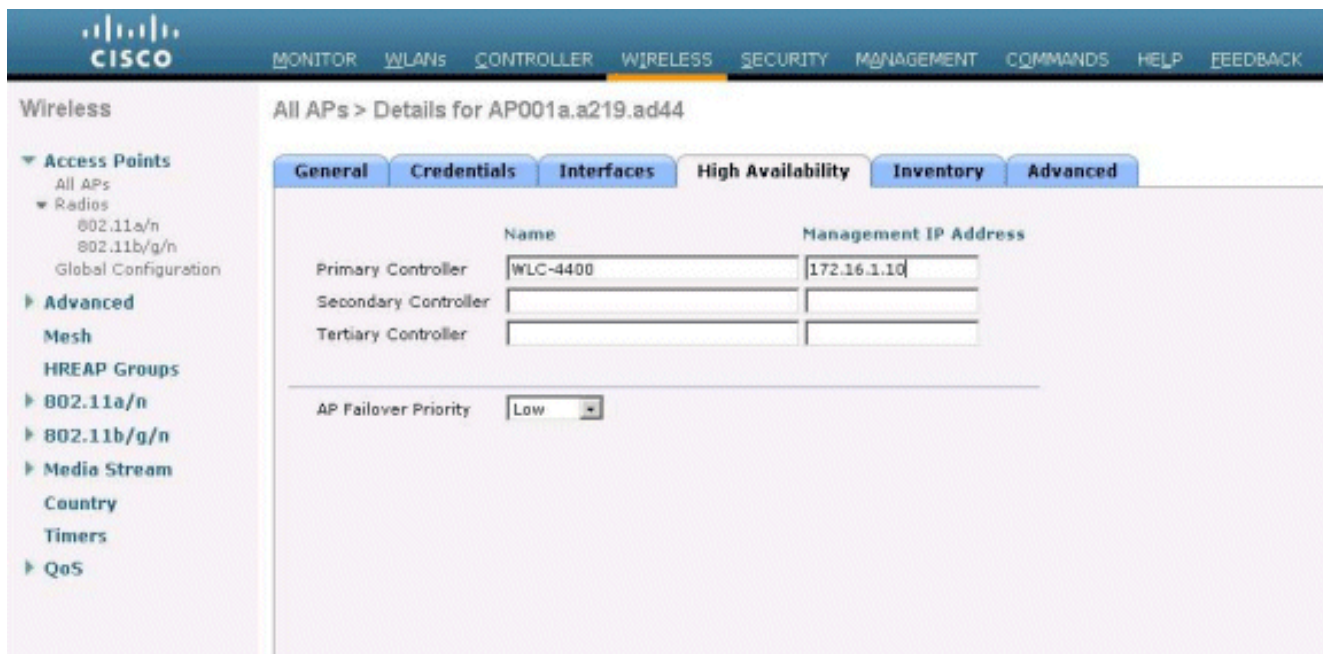 CISCO
MONITOR WLANs CONTROLLER WIRELESS SECURITY MANAGEMENT COMMANDS HELP FEEDBACK
Wireless
Access Points
All APs
Radios
802.11a/n
802.11b/g/n
Global Configuration
Advanced
Mesh
HREAP Groups
802.11a/n
802.11b/g/n
Media Stream
Country
Timers
QoS
All APs > Details for AP001a.a219.ad44
General Credentials Interfaces High Availability Inventory Advanced
Name Management IP Address
Primary Controller WLC-4400 172.16.1.10
Secondary Controller
Tertiary Controller
AP Failover Priority Low